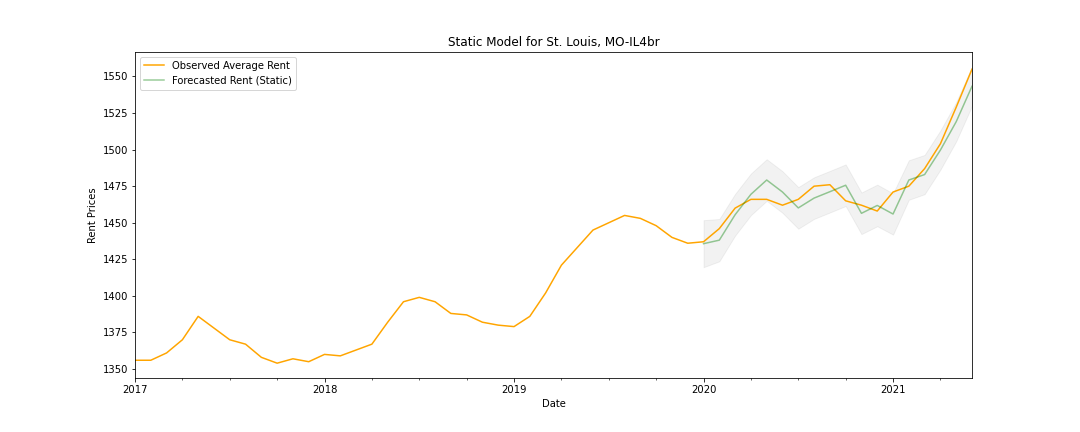 Static Model for St. Louis, MO-IL4br
Observed Average Rent
Forecasted Rent (Static)
Rent Prices
1550
1525
1500
1475
1450
1425
1400
1375
1350
2017 2018 2019 2020 2021
Date